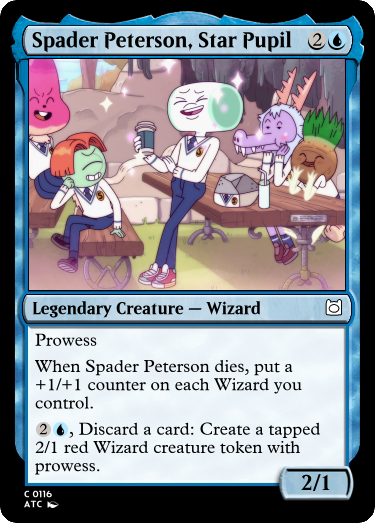 Spader Peterson, Star Pupil 2
Legendary Creature — Wizard
Prowess
When Spader Peterson dies, put a
+1/+1 counter on each Wizard you
control.
2, Discard a card: Create a tapped
2/1 red Wizard creature token with
prowess.
2/1
C 0116
ATC